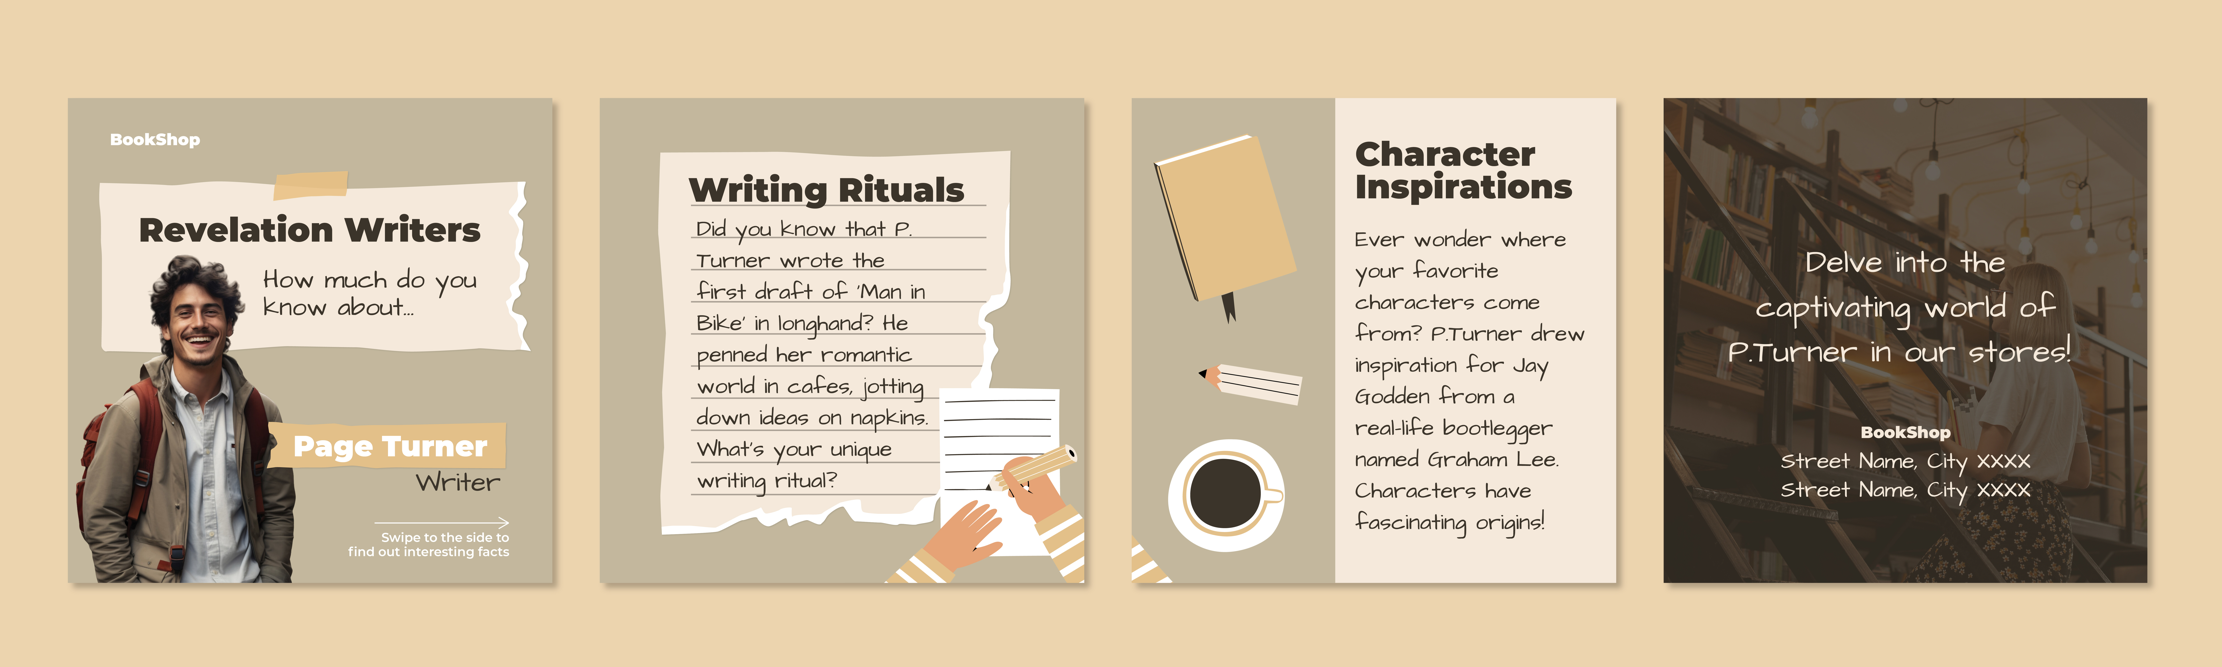 BookShop
Revelation Writers
How much do you
know about...
Page Turner
Writer
Swipe to the side to
find out interesting facts
Writing Rituals
Did you know that P.
Turner wrote the
first draft of 'Man in
Bike' in longhand? He
penned her romantic
world in cafes, jotting
down ideas on napkins.
What's your unique
writing ritual?
Character
Inspirations
Ever wonder where
your favorite
characters come
from? P.Turner drew
inspiration for Jay
Godden from a
real-life bootlegger
named Graham Lee.
Characters have
fascinating origins!
Delve into the
captivating world of
P.Turner in our stores!
BookShop
Street Name, City XXXX
Street Name, City XXXX